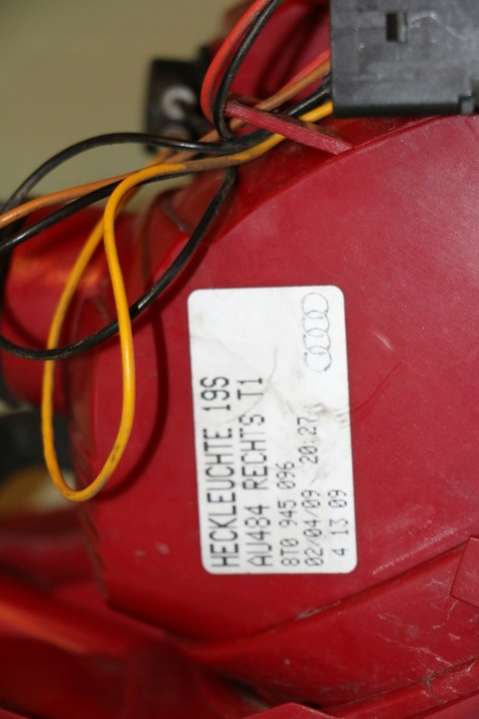 HECKLEUCHTE 19S
AU484 RECHTS T1
8T0 945 096
02/04/09 20:27
4 13 09